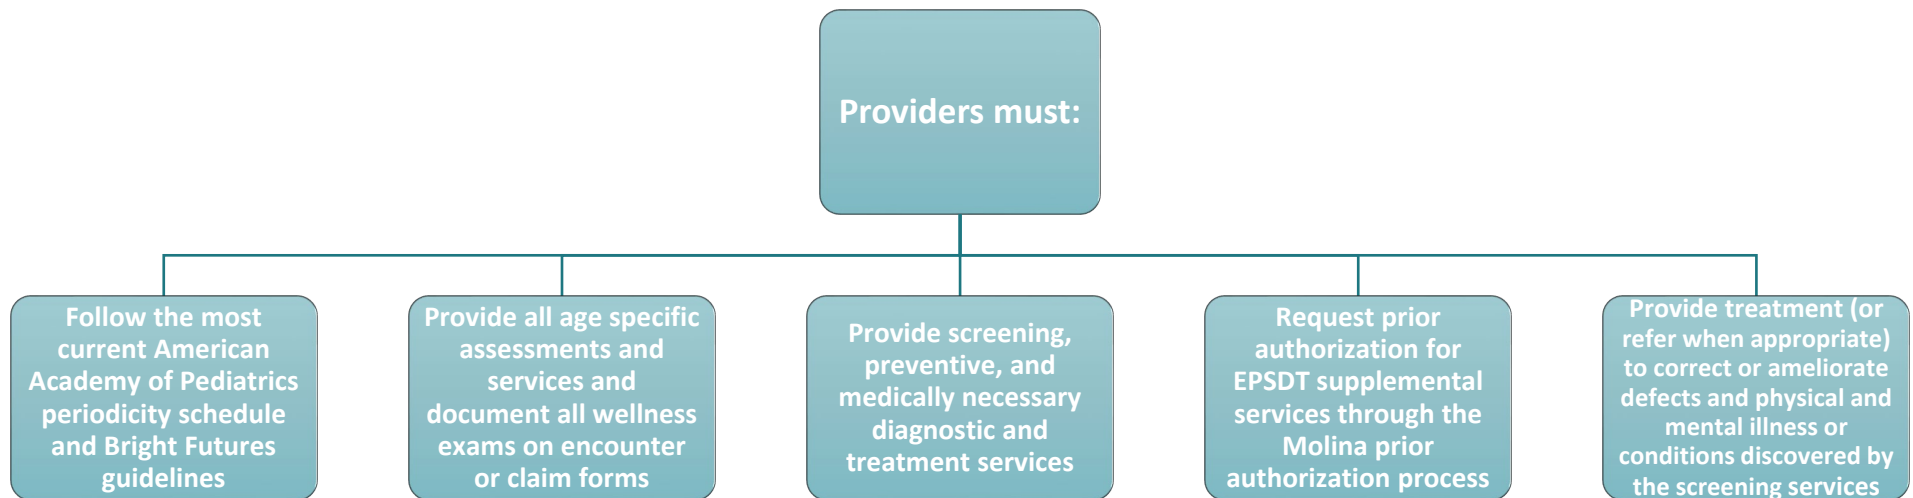 Providers must:
Follow the most
current American
Academy of Pediatrics
periodicity schedule
and Bright Futures
guidelines
Provide all age specific
assessments and
services and
document all wellness
exams on encounter
or claim forms
Provide screening,
preventive, and
medically necessary
diagnostic and
treatment services
Request prior
authorization for
EPSDT supplemental
services through the
Molina prior
authorization process
Provide treatment (or
refer when appropriate)
to correct or ameliorate
defects and physical and
mental illness or
conditions discovered by
the screening services